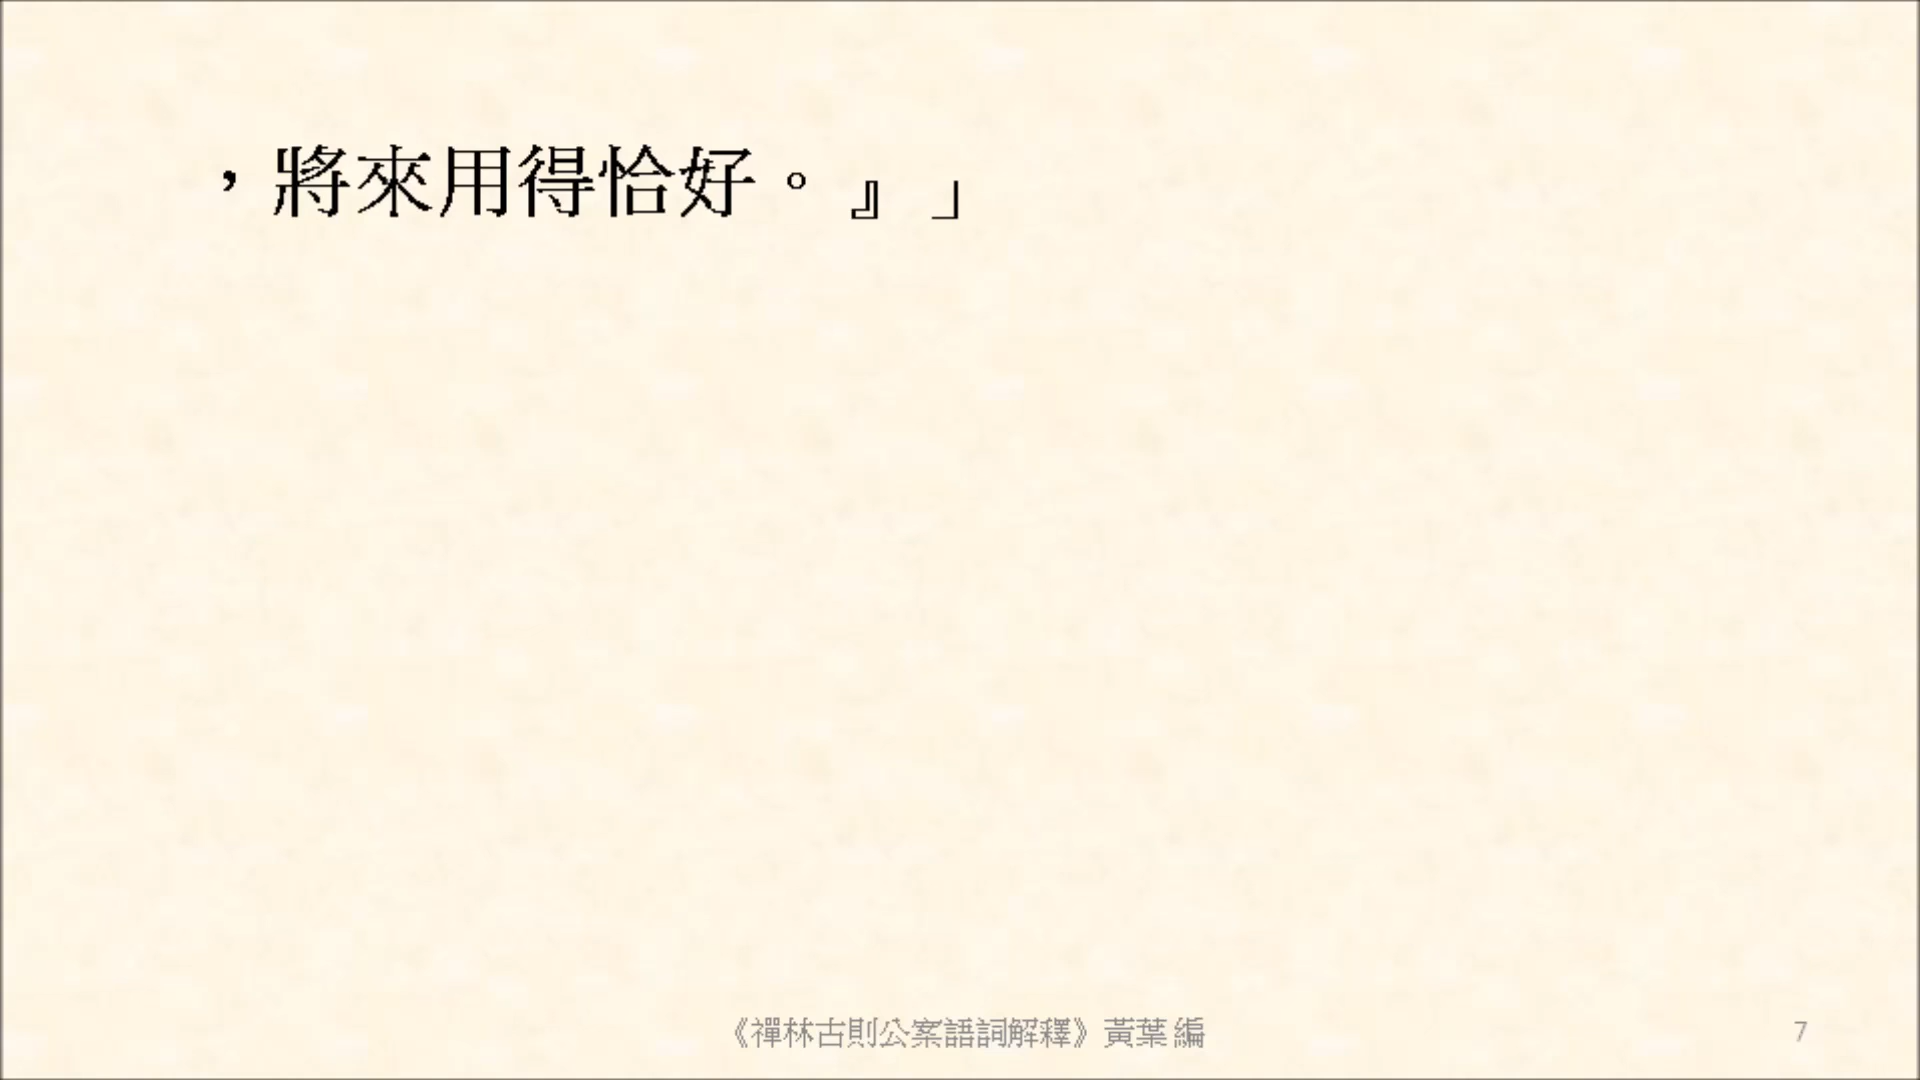 ，將來用得恰好。』」
《禪林古則公案語詞解釋》黃葉 編
7